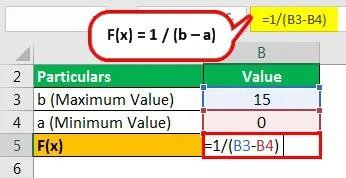 =1/(B3-B4)
F(x) = 1 / (b – a)
B
2 Particulars Value
3 b (Maximum Value) 15
4 a (Minimum Value) 0
5 F(x) =1/(B3-B4)
6